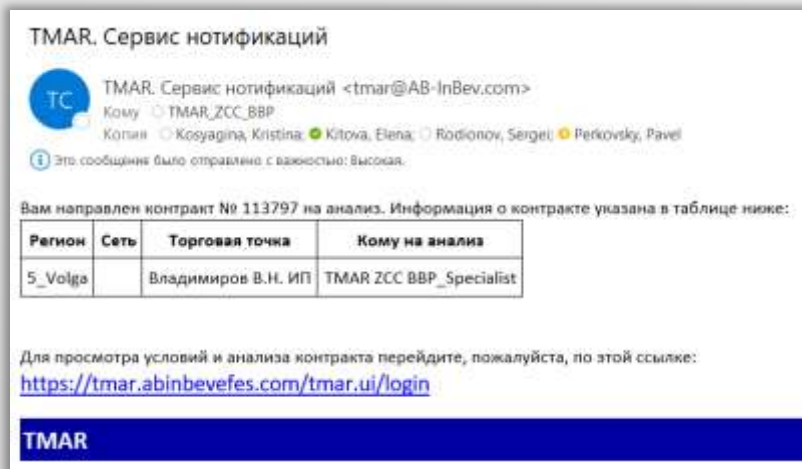 TMAR. Сервис нотификаций
TC
TMAR. Сервис нотификаций <tmar@AB-InBev.com>
Кому TMAR_ZCC_BBP
Копия Kosyagina, Kristina; Kitova, Elena; Rodionov, Sergei; Perkovsky, Pavel
Это сообщение было отправлено с важностью: Высокая.
Вам направлен контракт № 113797 на анализ. Информация о контракте указана в таблице ниже:
Регион Сеть Торговая точка Кому на анализ
5_Volga Владимиров В.Н. ИП TMAR ZCC BBP_Specialist
Для просмотра условий и анализа контракта перейдите, пожалуйста, по этой ссылке:
https://tmar.abinbevefes.com/tmar.ui/login
TMAR